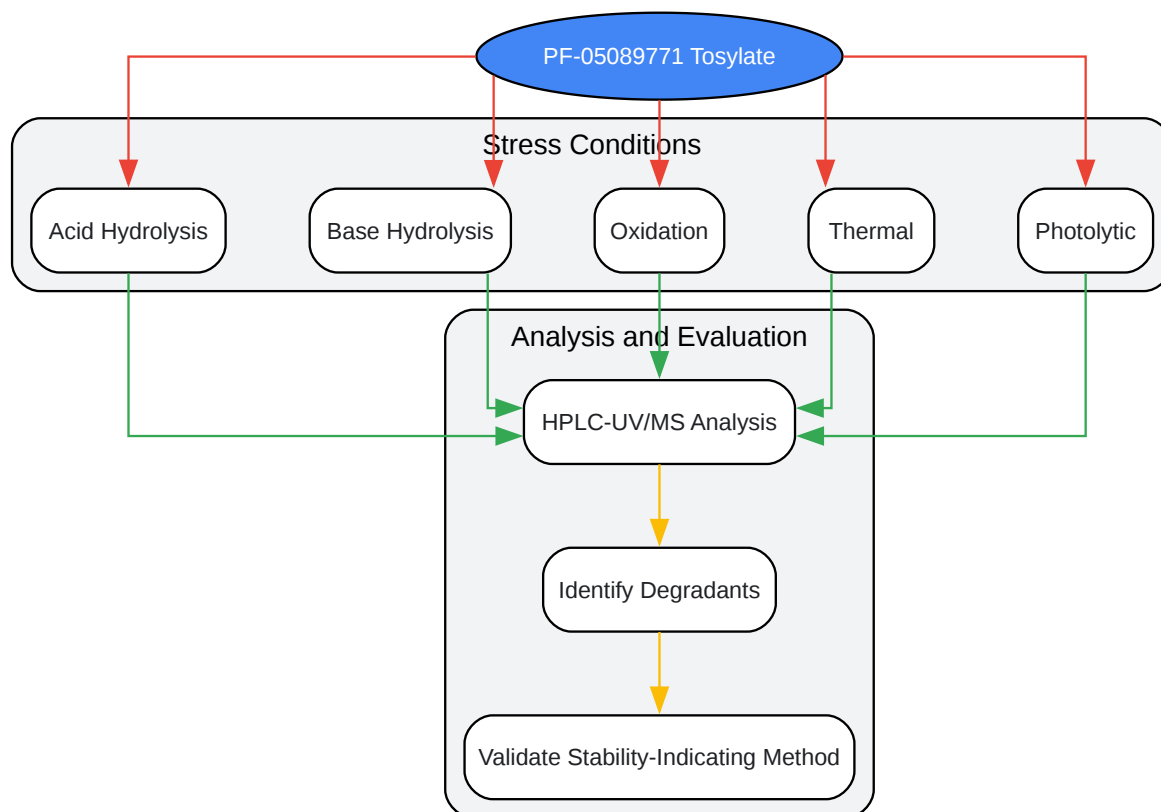 PF-05089771 Tosylate
Stress Conditions
Acid Hydrolysis
Base Hydrolysis
Oxidation
Thermal
Photolytic
Analysis and Evaluation
HPLC-UV/MS Analysis
Identify Degradants
Validate Stability-Indicating Method